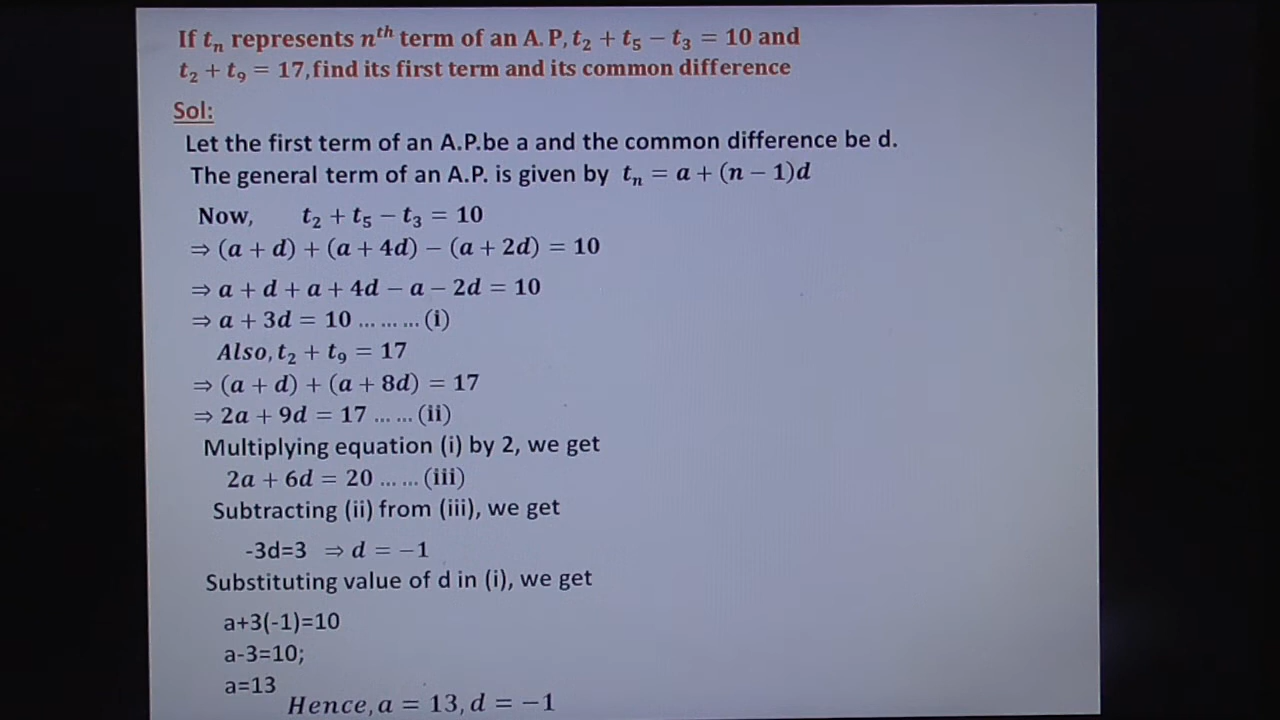 If tₙ represents nᵗʰ term of an A. P, t₂ + t₅ − t₃ = 10 and
t₂ + t₉ = 17, find its first term and its common difference
Sol:
Let the first term of an A.P.be a and the common difference be d.
The general term of an A.P. is given by tₙ = a + (n − 1)d
Now, t₂ + t₅ − t₃ = 10
⇒ (a + d) + (a + 4d) − (a + 2d) = 10
⇒ a + d + a + 4d − a − 2d = 10
⇒ a + 3d = 10 ... ... ... (i)
Also, t₂ + t₉ = 17
⇒ (a + d) + (a + 8d) = 17
⇒ 2a + 9d = 17 ... ... (ii)
Multiplying equation (i) by 2, we get
2a + 6d = 20 ... ... (iii)
Subtracting (ii) from (iii), we get
-3d=3 ⇒ d = −1
Substituting value of d in (i), we get
a+3(-1)=10
a-3=10;
a=13
Hence, a = 13, d = −1